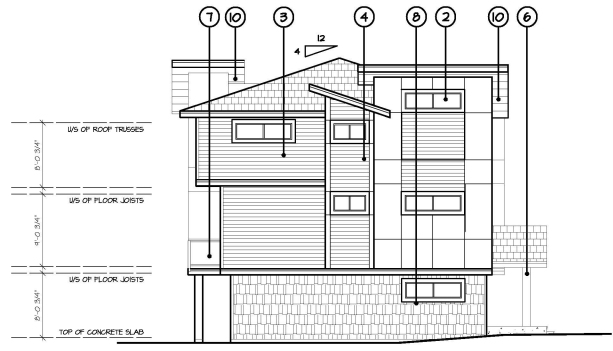 7 10 3 4 8 2 10 6
12
4
U/S OF ROOF TRUSSES
8'-0 3/4"
U/S OF FLOOR JOISTS
9'-0 3/4"
U/S OF FLOOR JOISTS
8'-0 3/4"
TOP OF CONCRETE SLAB